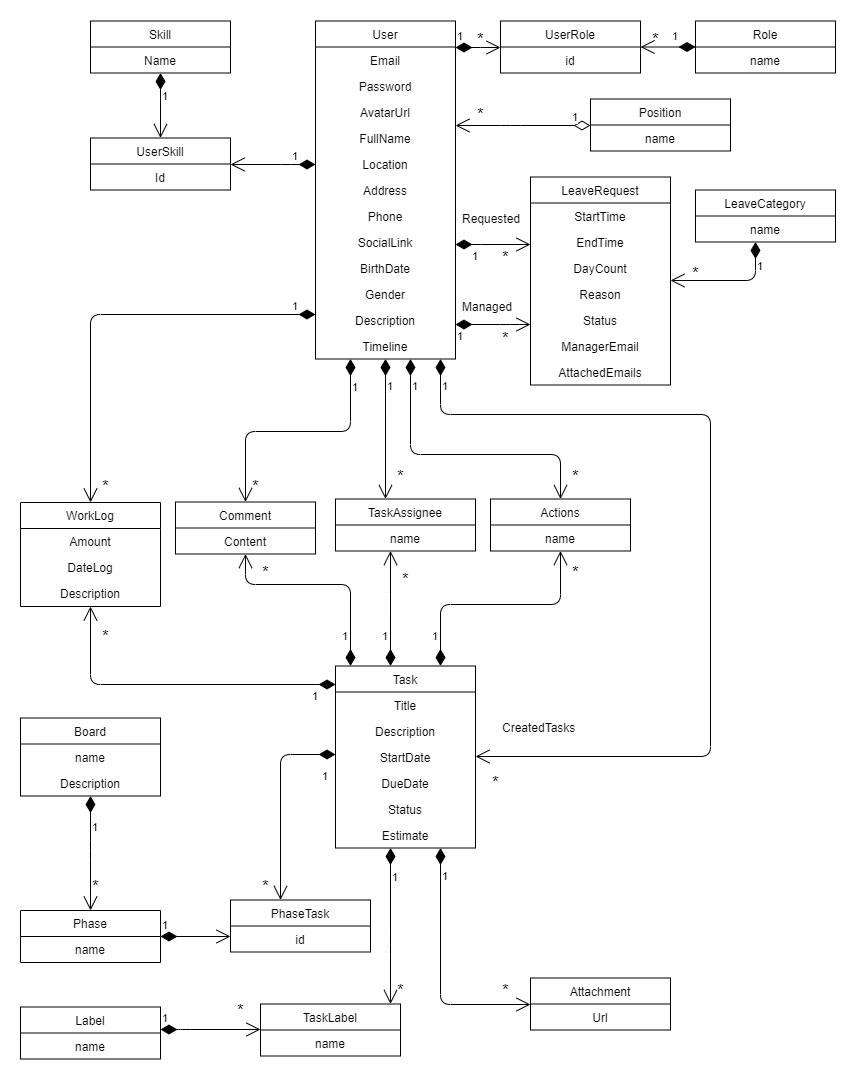 Skill
Name
1
User
Email
Password
AvatarUrl
FullName
Location
Address
Phone
SocialLink
BirthDate
Gender
Description
Timeline
1
*
UserRole
id
*
1
Role
name
*
1
Position
name
UserSkill
Id
1
Requested
1
*
LeaveRequest
StartTime
EndTime
DayCount
Reason
Status
ManagerEmail
AttachedEmails
LeaveCategory
name
1
*
Managed
1
*
1
1
1
1
1
*
*
*
*
WorkLog
Amount
DateLog
Description
Comment
Content
TaskAssignee
name
Actions
name
*
*
*
*
1
1
1
1
Task
Title
Description
StartDate
DueDate
Status
Estimate
CreatedTasks
*
1
Board
name
Description
1
*
*
1
1
Phase
name
1
PhaseTask
id
*
*
Attachment
Url
Label
name
1
*
TaskLabel
name